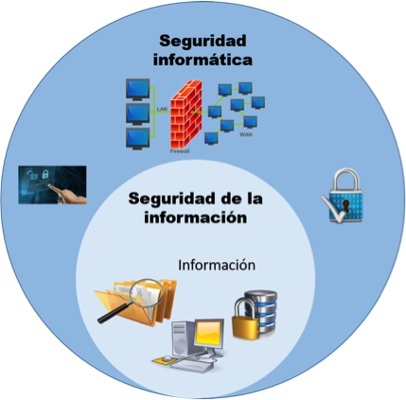 Seguridad
informática
LAN
Firewall
WAN
Seguridad de la
información
Información